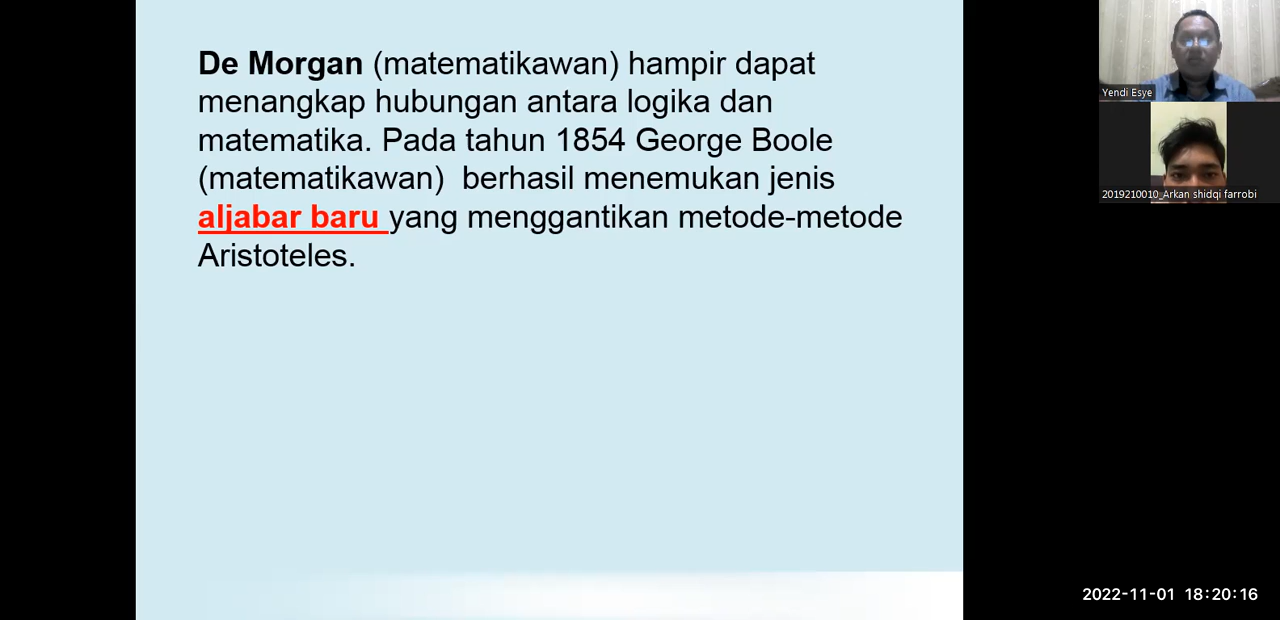 De Morgan (matematikawan) hampir dapat
menangkap hubungan antara logika dan
matematika. Pada tahun 1854 George Boole
(matematikawan)  berhasil menemukan jenis
aljabar baru yang menggantikan metode-metode
Aristoteles.
Yendi Esye
2019210010_Arkan shidqi farrobi
2022-11-01 18:20:16